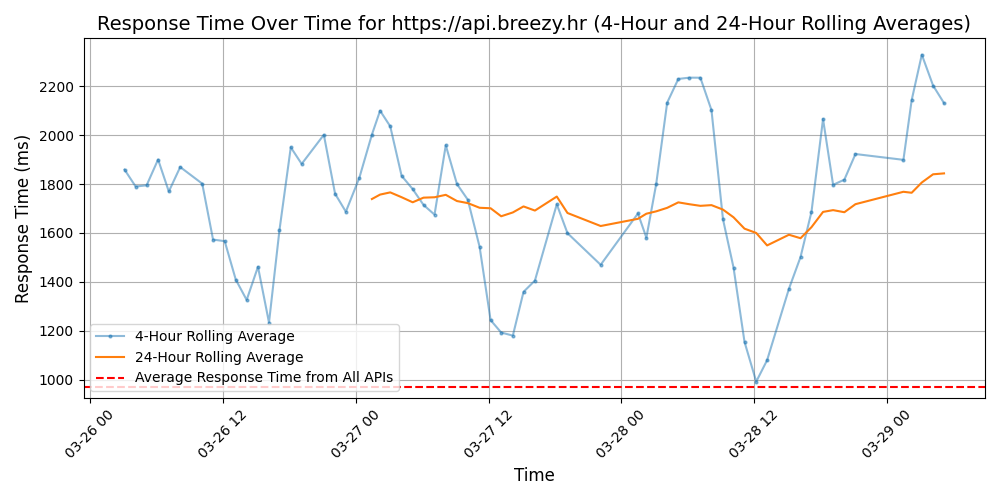 Response Time Over Time for https://api.breezy.hr (4-Hour and 24-Hour Rolling Averages)
Response Time (ms)
2200
2000
1800
1600
1400
1200
1000
4-Hour Rolling Average
24-Hour Rolling Average
Average Response Time from All APIs
03-26 00
03-26 12
03-27 00
03-27 12
03-28 00
03-28 12
03-29 00
Time